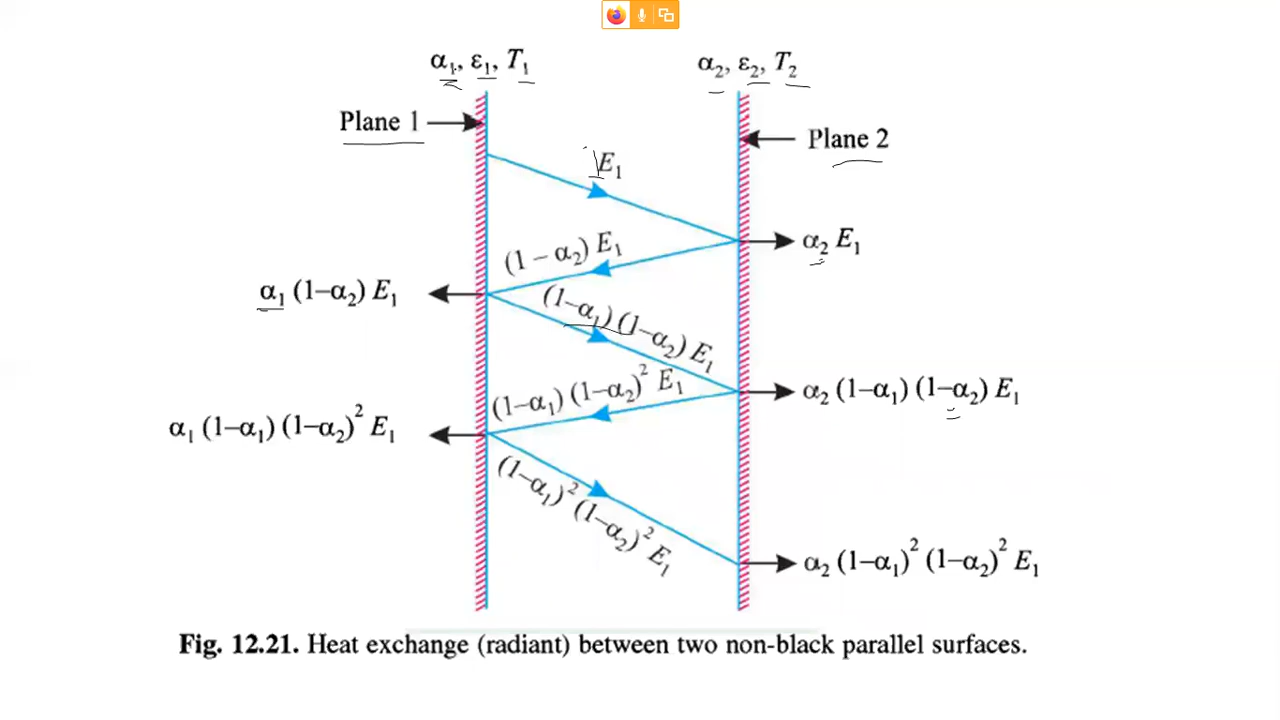 α₁, ε₁, T₁
α₂, ε₂, T₂
Plane 1
Plane 2
E₁
α₂ E₁
(1 – α₂) E₁
α₁ (1–α₂) E₁
(1–α₁) (1–α₂) E₁
(1–α₁) (1–α₂)² E₁
α₂ (1–α₁) (1–α₂) E₁
α₁ (1–α₁) (1–α₂)² E₁
(1–α₁)² (1–α₂)² E₁
α₂ (1–α₁)² (1–α₂)² E₁
Fig. 12.21. Heat exchange (radiant) between two non-black parallel surfaces.